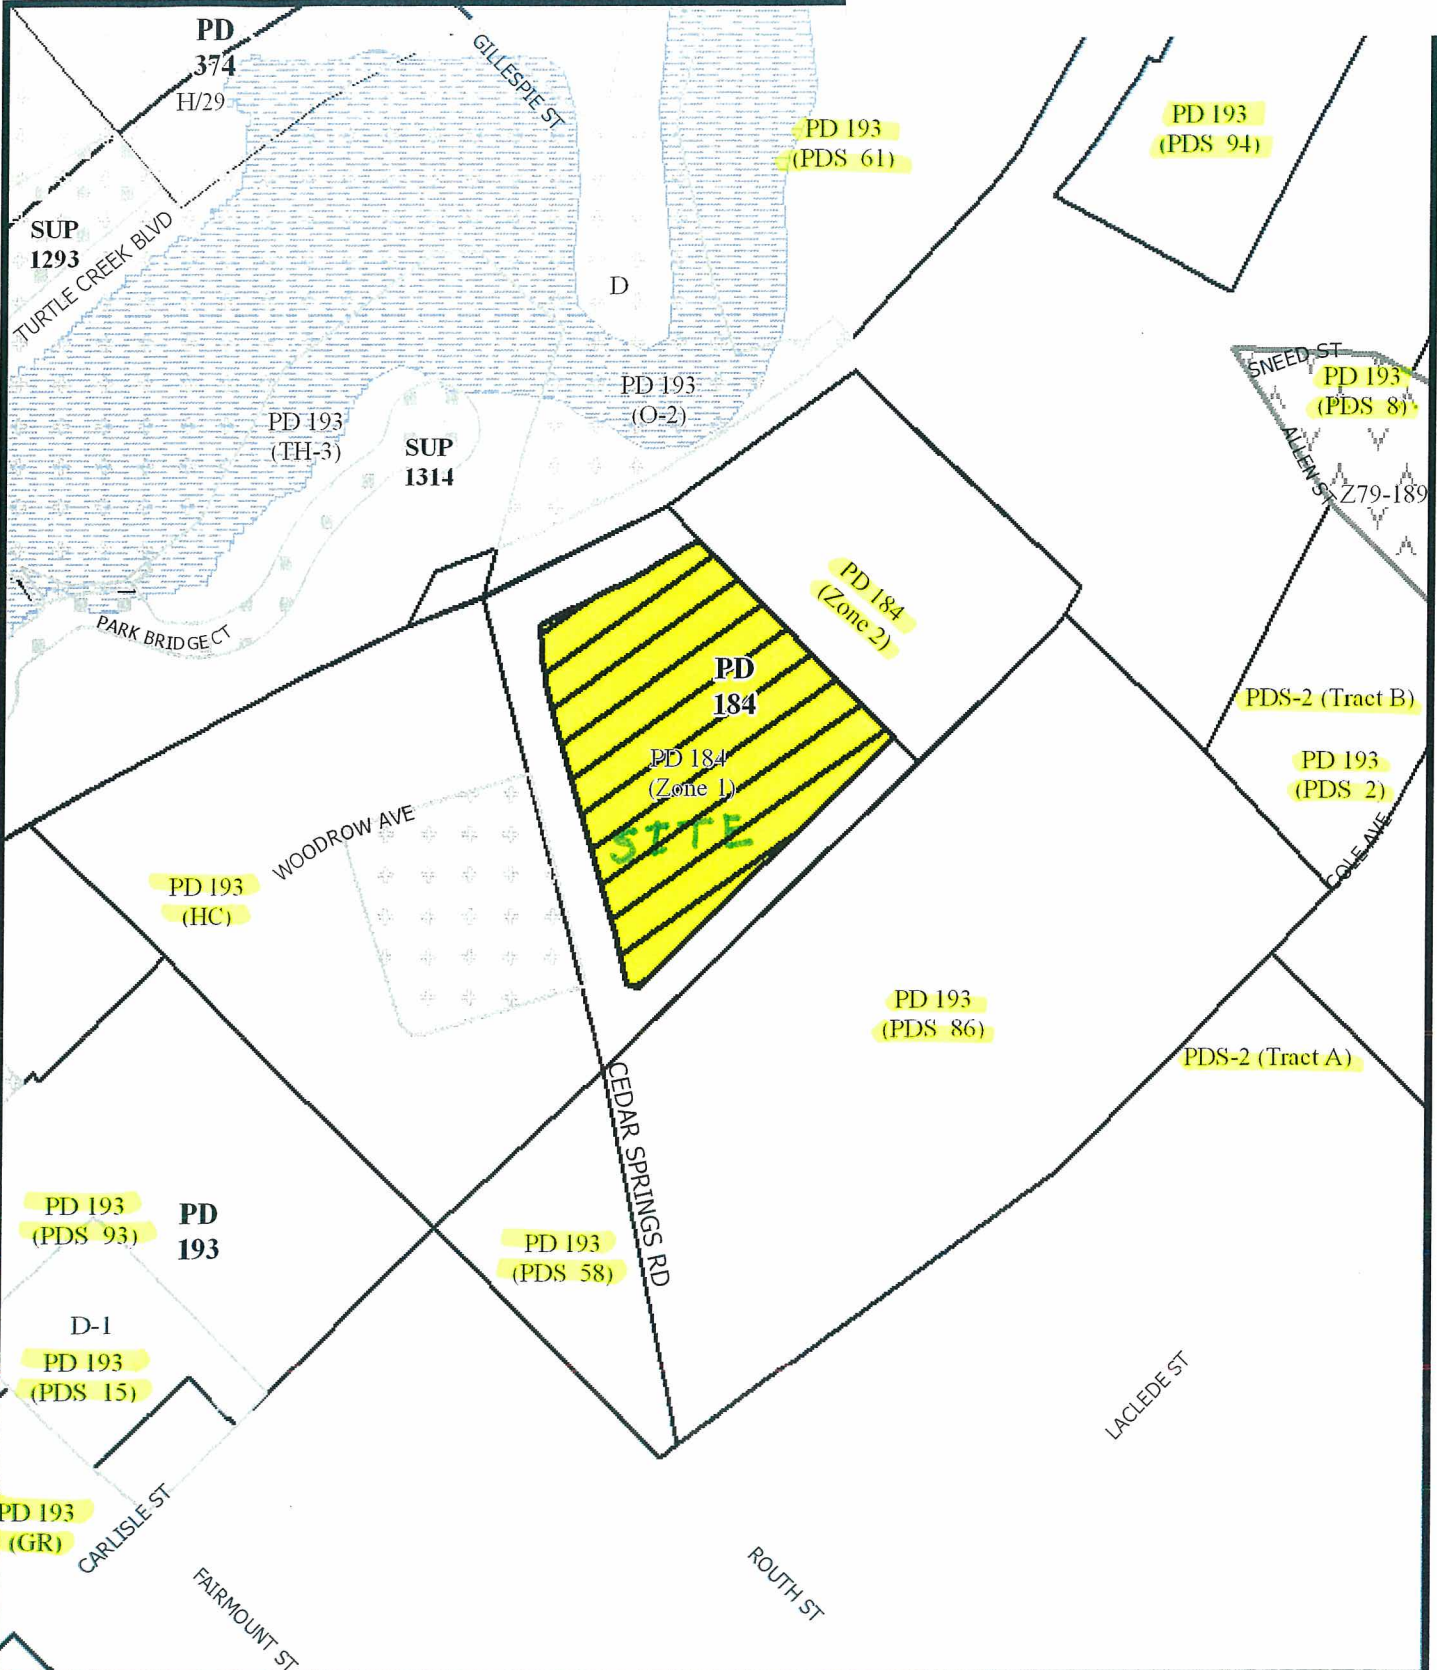 PD
374
H/29
GILLESPIE ST
PD 193
(PDS 94)
PD 193
(PDS 61)
SUP
1293
TURTLE CREEK BLVD
D
SNEED ST
PD 193
(PDS 8)
PD 193
(O-2)
PD 193
(TH-3)
SUP
1314
ALLEN ST
Z79-189
PD 184
(Zone 2)
PARK BRIDGE CT
PD
184
PDS-2 (Tract B)
PD 184
(Zone 1)
PD 193
(PDS 2)
SITE
WOODROW AVE
COLE AVE
PD 193
(HC)
PD 193
(PDS 86)
PDS-2 (Tract A)
CEDAR SPRINGS RD
PD 193
(PDS 93)
PD
193
PD 193
(PDS 58)
D-1
PD 193
(PDS 15)
LACLEDE ST
PD 193
(GR)
CARLISLE ST
FAIRMOUNT ST
ROUTH ST